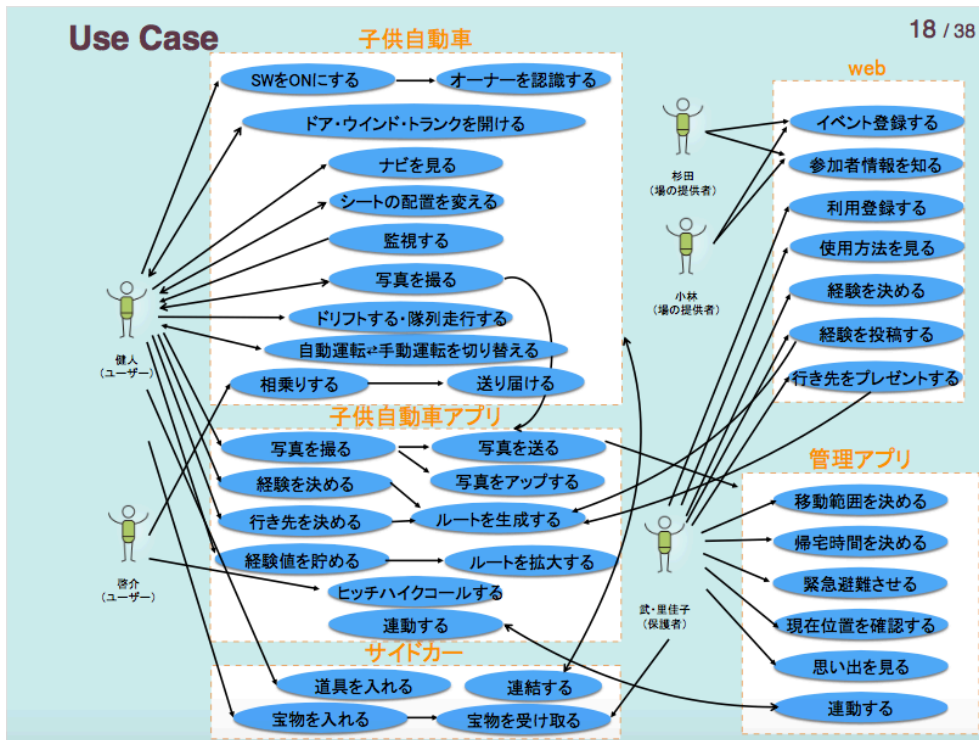 Use Case
18 / 38
子供自動車
SWをONにする
オーナーを認識する
ドア・ウインド・トランクを開ける
ナビを見る
シートの配置を変える
監視する
写真を撮る
ドリフトする・隊列走行する
自動運転⇄手動運転を切り替える
相乗りする
送り届ける
健人
(ユーザー)
啓介
(ユーザー)
子供自動車アプリ
写真を撮る
写真を送る
写真をアップする
経験を決める
行き先を決める
ルートを生成する
経験値を貯める
ルートを拡大する
ヒッチハイクコールする
連動する
サイドカー
道具を入れる
連結する
宝物を入れる
宝物を受け取る
杉田
(場の提供者)
小林
(場の提供者)
武・里佳子
(保護者)
web
イベント登録する
参加者情報を知る
利用登録する
使用方法を見る
経験を決める
経験を投稿する
行き先をプレゼントする
管理アプリ
移動範囲を決める
帰宅時間を決める
緊急避難させる
現在位置を確認する
思い出を見る
連動する